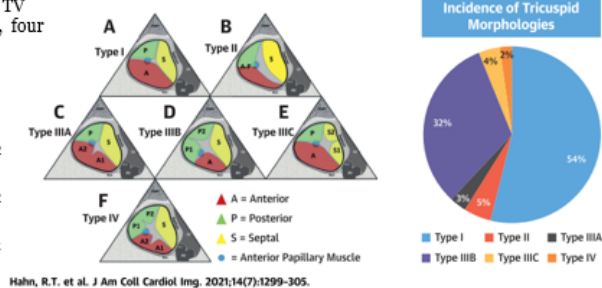 TV
, four
A
Type I
P
S
A
B
Type II
A-P
S
C
Type IIIA
P
S
A2
A1
D
Type IIIB
P2
P1
S
A
E
Type IIIC
P
S2
S1
A
F
Type IV
P2
P1
S
A2
A1
A = Anterior
P = Posterior
S = Septal
= Anterior Papillary Muscle
Incidence of Tricuspid
Morphologies
4%
2%
32%
54%
3%
5%
Type I
Type II
Type IIIA
Type IIIB
Type IIIC
Type IV
Hahn, R.T. et al. J Am Coll Cardiol Img. 2021;14(7):1299-305.